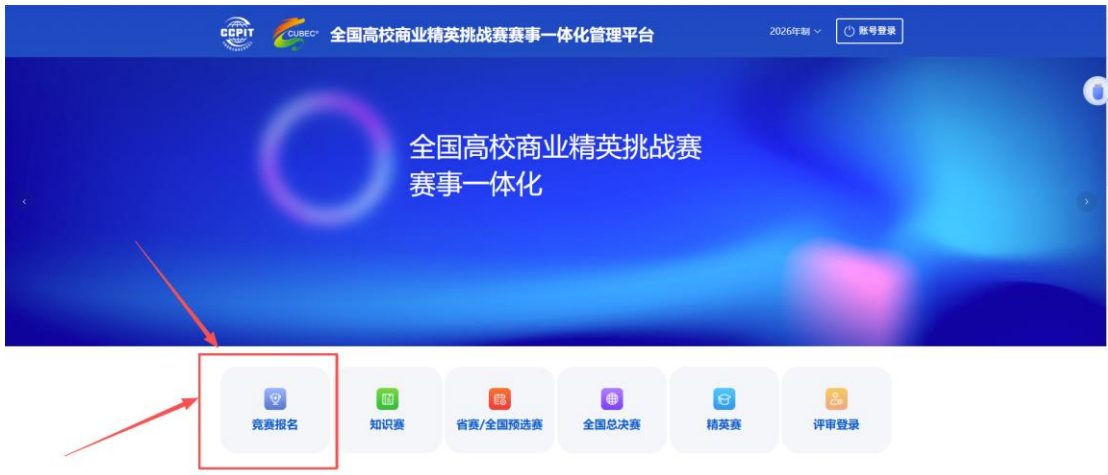 CCPIT
CUBEC®
全国高校商业精英挑战赛赛事一体化管理平台
2026年制
账号登录
全国高校商业精英挑战赛
赛事一体化
竞赛报名
知识赛
省赛/全国预选赛
全国总决赛
精英赛
评审登录